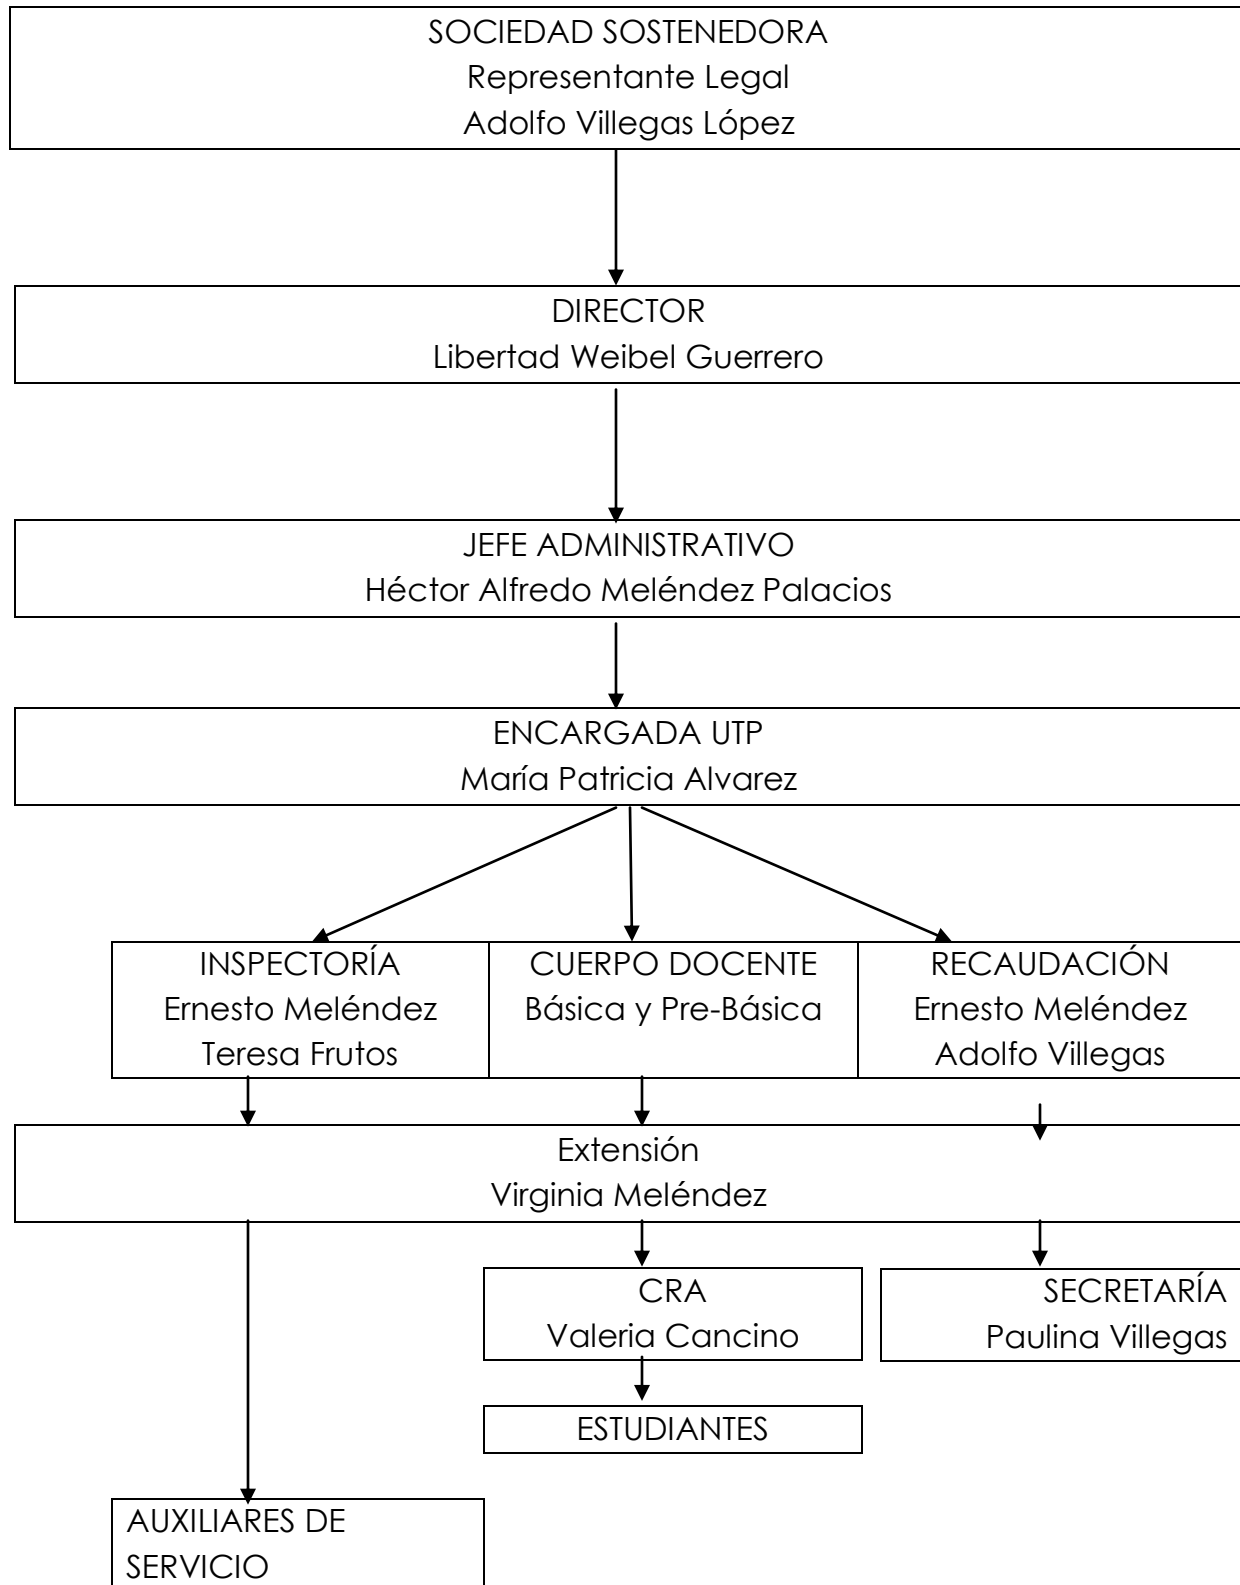 SOCIEDAD SOSTENEDORA
Representante Legal
Adolfo Villegas López
DIRECTOR
Libertad Weibel Guerrero
JEFE ADMINISTRATIVO
Héctor Alfredo Meléndez Palacios
ENCARGADA UTP
María Patricia Alvarez
INSPECTORÍA
Ernesto Meléndez
Teresa Frutos
CUERPO DOCENTE
Básica y Pre-Básica
RECAUDACIÓN
Ernesto Meléndez
Adolfo Villegas
Extensión
Virginia Meléndez
CRA
Valeria Cancino
SECRETARÍA
Paulina Villegas
ESTUDIANTES
AUXILIARES DE
SERVICIO